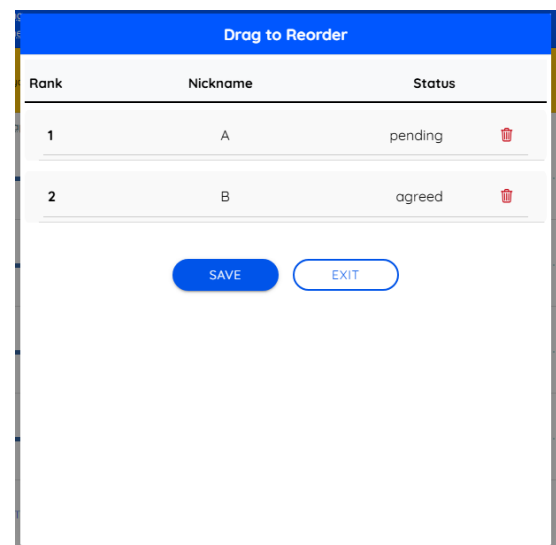 Drag to Reorder
Rank Nickname Status
1 A pending
2 B agreed
SAVE EXIT